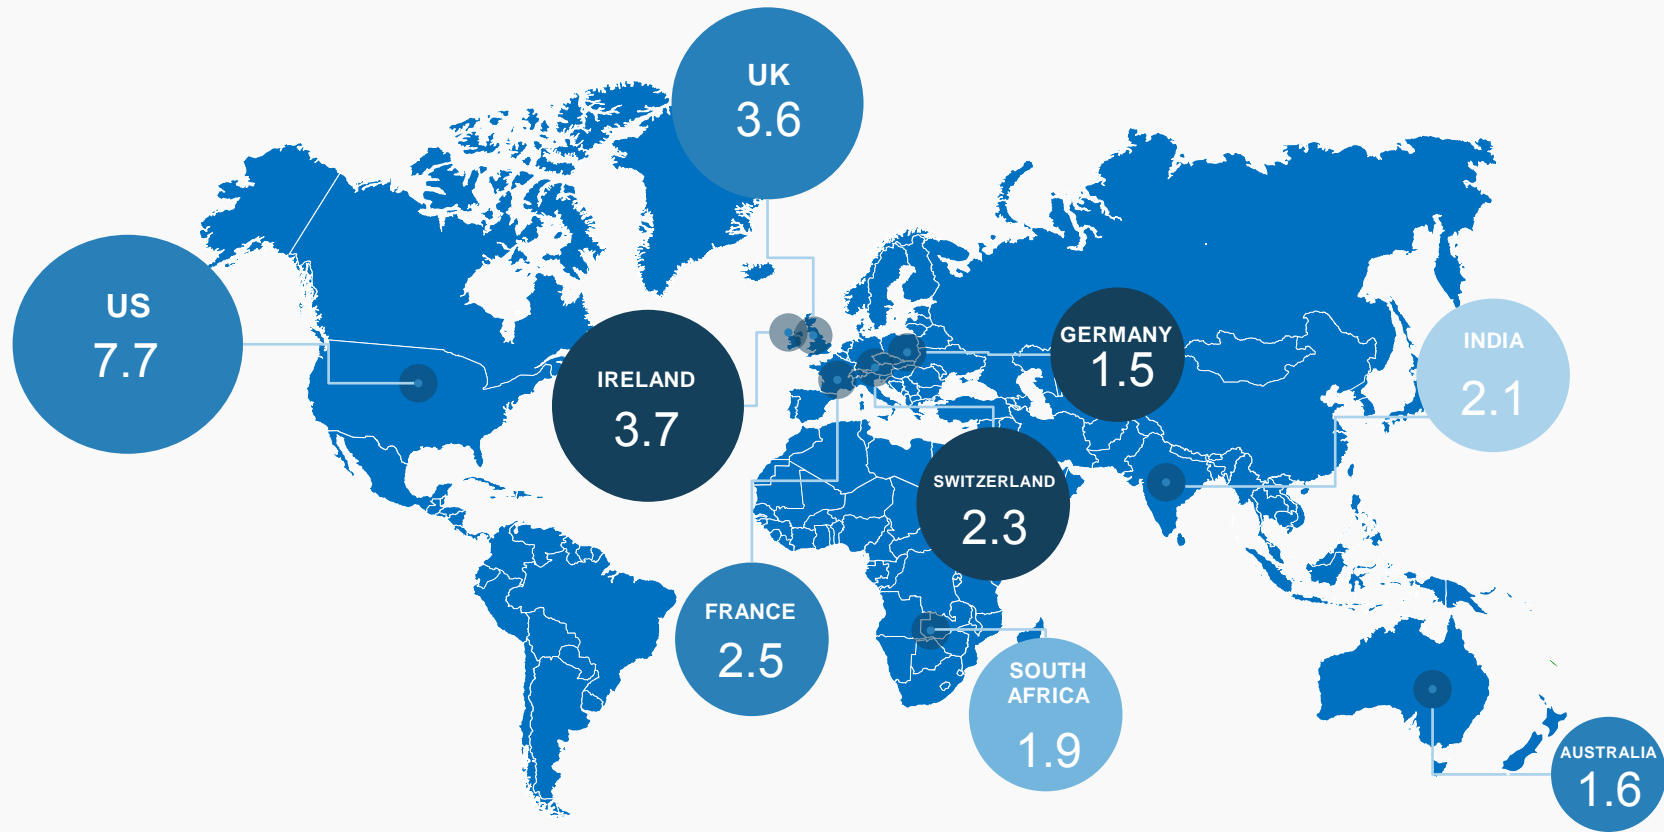 UK
3.6
US
7.7
IRELAND
3.7
GERMANY
1.5
INDIA
2.1
SWITZERLAND
2.3
FRANCE
2.5
SOUTH
AFRICA
1.9
AUSTRALIA
1.6